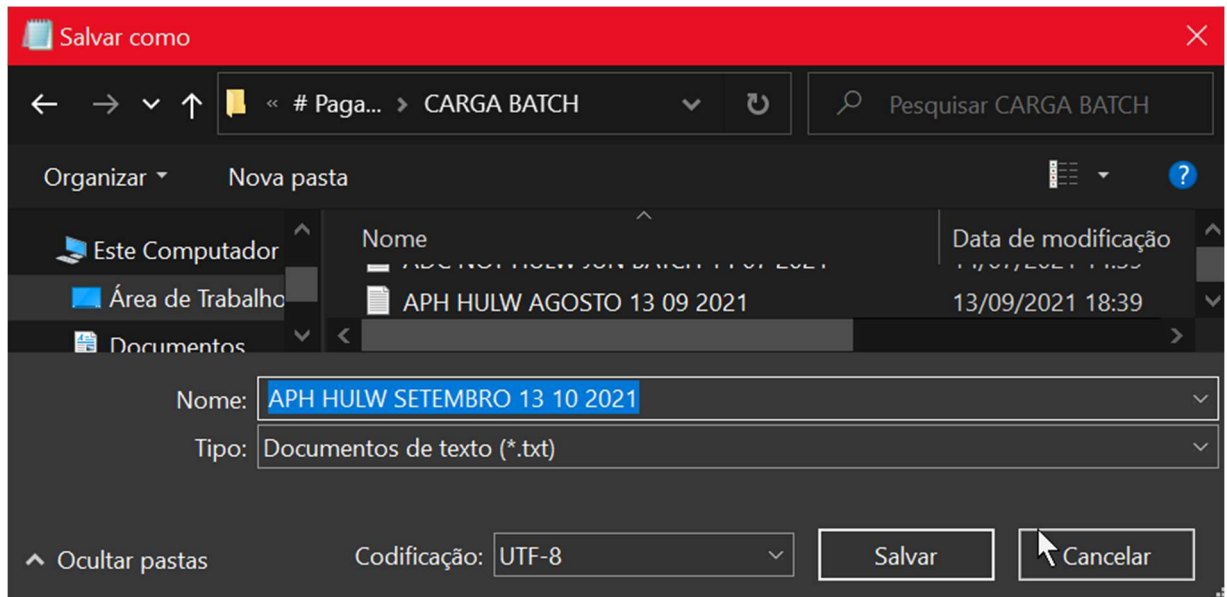 Salvar como
« # Paga... > CARGA BATCH
Pesquisar CARGA BATCH
Organizar
Nova pasta
Este Computador
Área de Trabalho
Documentos
Nome
Data de modificação
APH HULW AGOSTO 13 09 2021
13/09/2021 18:39
Nome: APH HULW SETEMBRO 13 10 2021
Tipo: Documentos de texto (*.txt)
Ocultar pastas
Codificação: UTF-8
Salvar
Cancelar